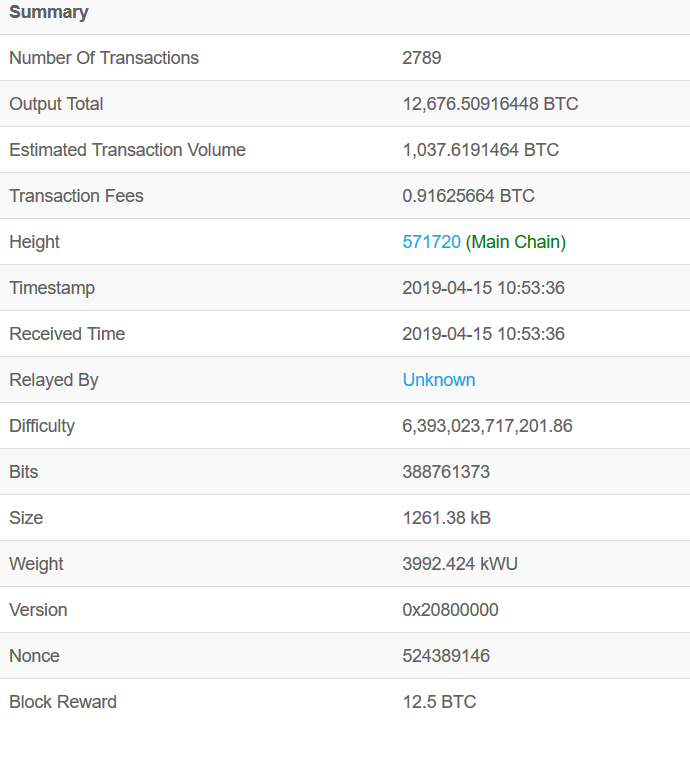 Summary
Number Of Transactions 2789
Output Total 12,676.50916448 BTC
Estimated Transaction Volume 1,037.6191464 BTC
Transaction Fees 0.91625664 BTC
Height 571720 (Main Chain)
Timestamp 2019-04-15 10:53:36
Received Time 2019-04-15 10:53:36
Relayed By Unknown
Difficulty 6,393,023,717,201.86
Bits 388761373
Size 1261.38 kB
Weight 3992.424 kWU
Version 0x20800000
Nonce 524389146
Block Reward 12.5 BTC